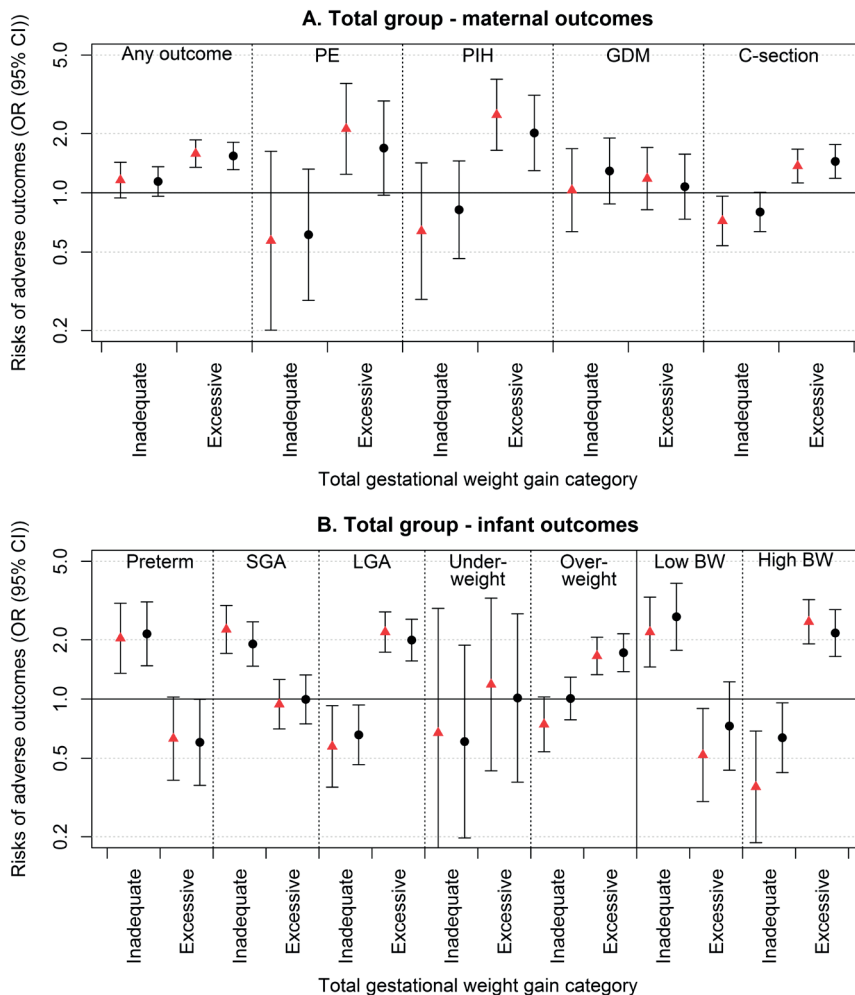 A. Total group - maternal outcomes
Risks of adverse outcomes (OR (95% CI))
5.0
2.0
1.0
0.5
0.2
Any outcome PE PIH GDM C-section
Inadequate Excessive Inadequate Excessive Inadequate Excessive Inadequate Excessive Inadequate Excessive
Total gestational weight gain category
B. Total group - infant outcomes
Risks of adverse outcomes (OR (95% CI))
5.0
2.0
1.0
0.5
0.2
Preterm SGA LGA Under- Over- Low BW High BW
weight weight
Inadequate Excessive Inadequate Excessive Inadequate Excessive Inadequate Excessive Inadequate Excessive Inadequate Excessive Inadequate Excessive
Total gestational weight gain category